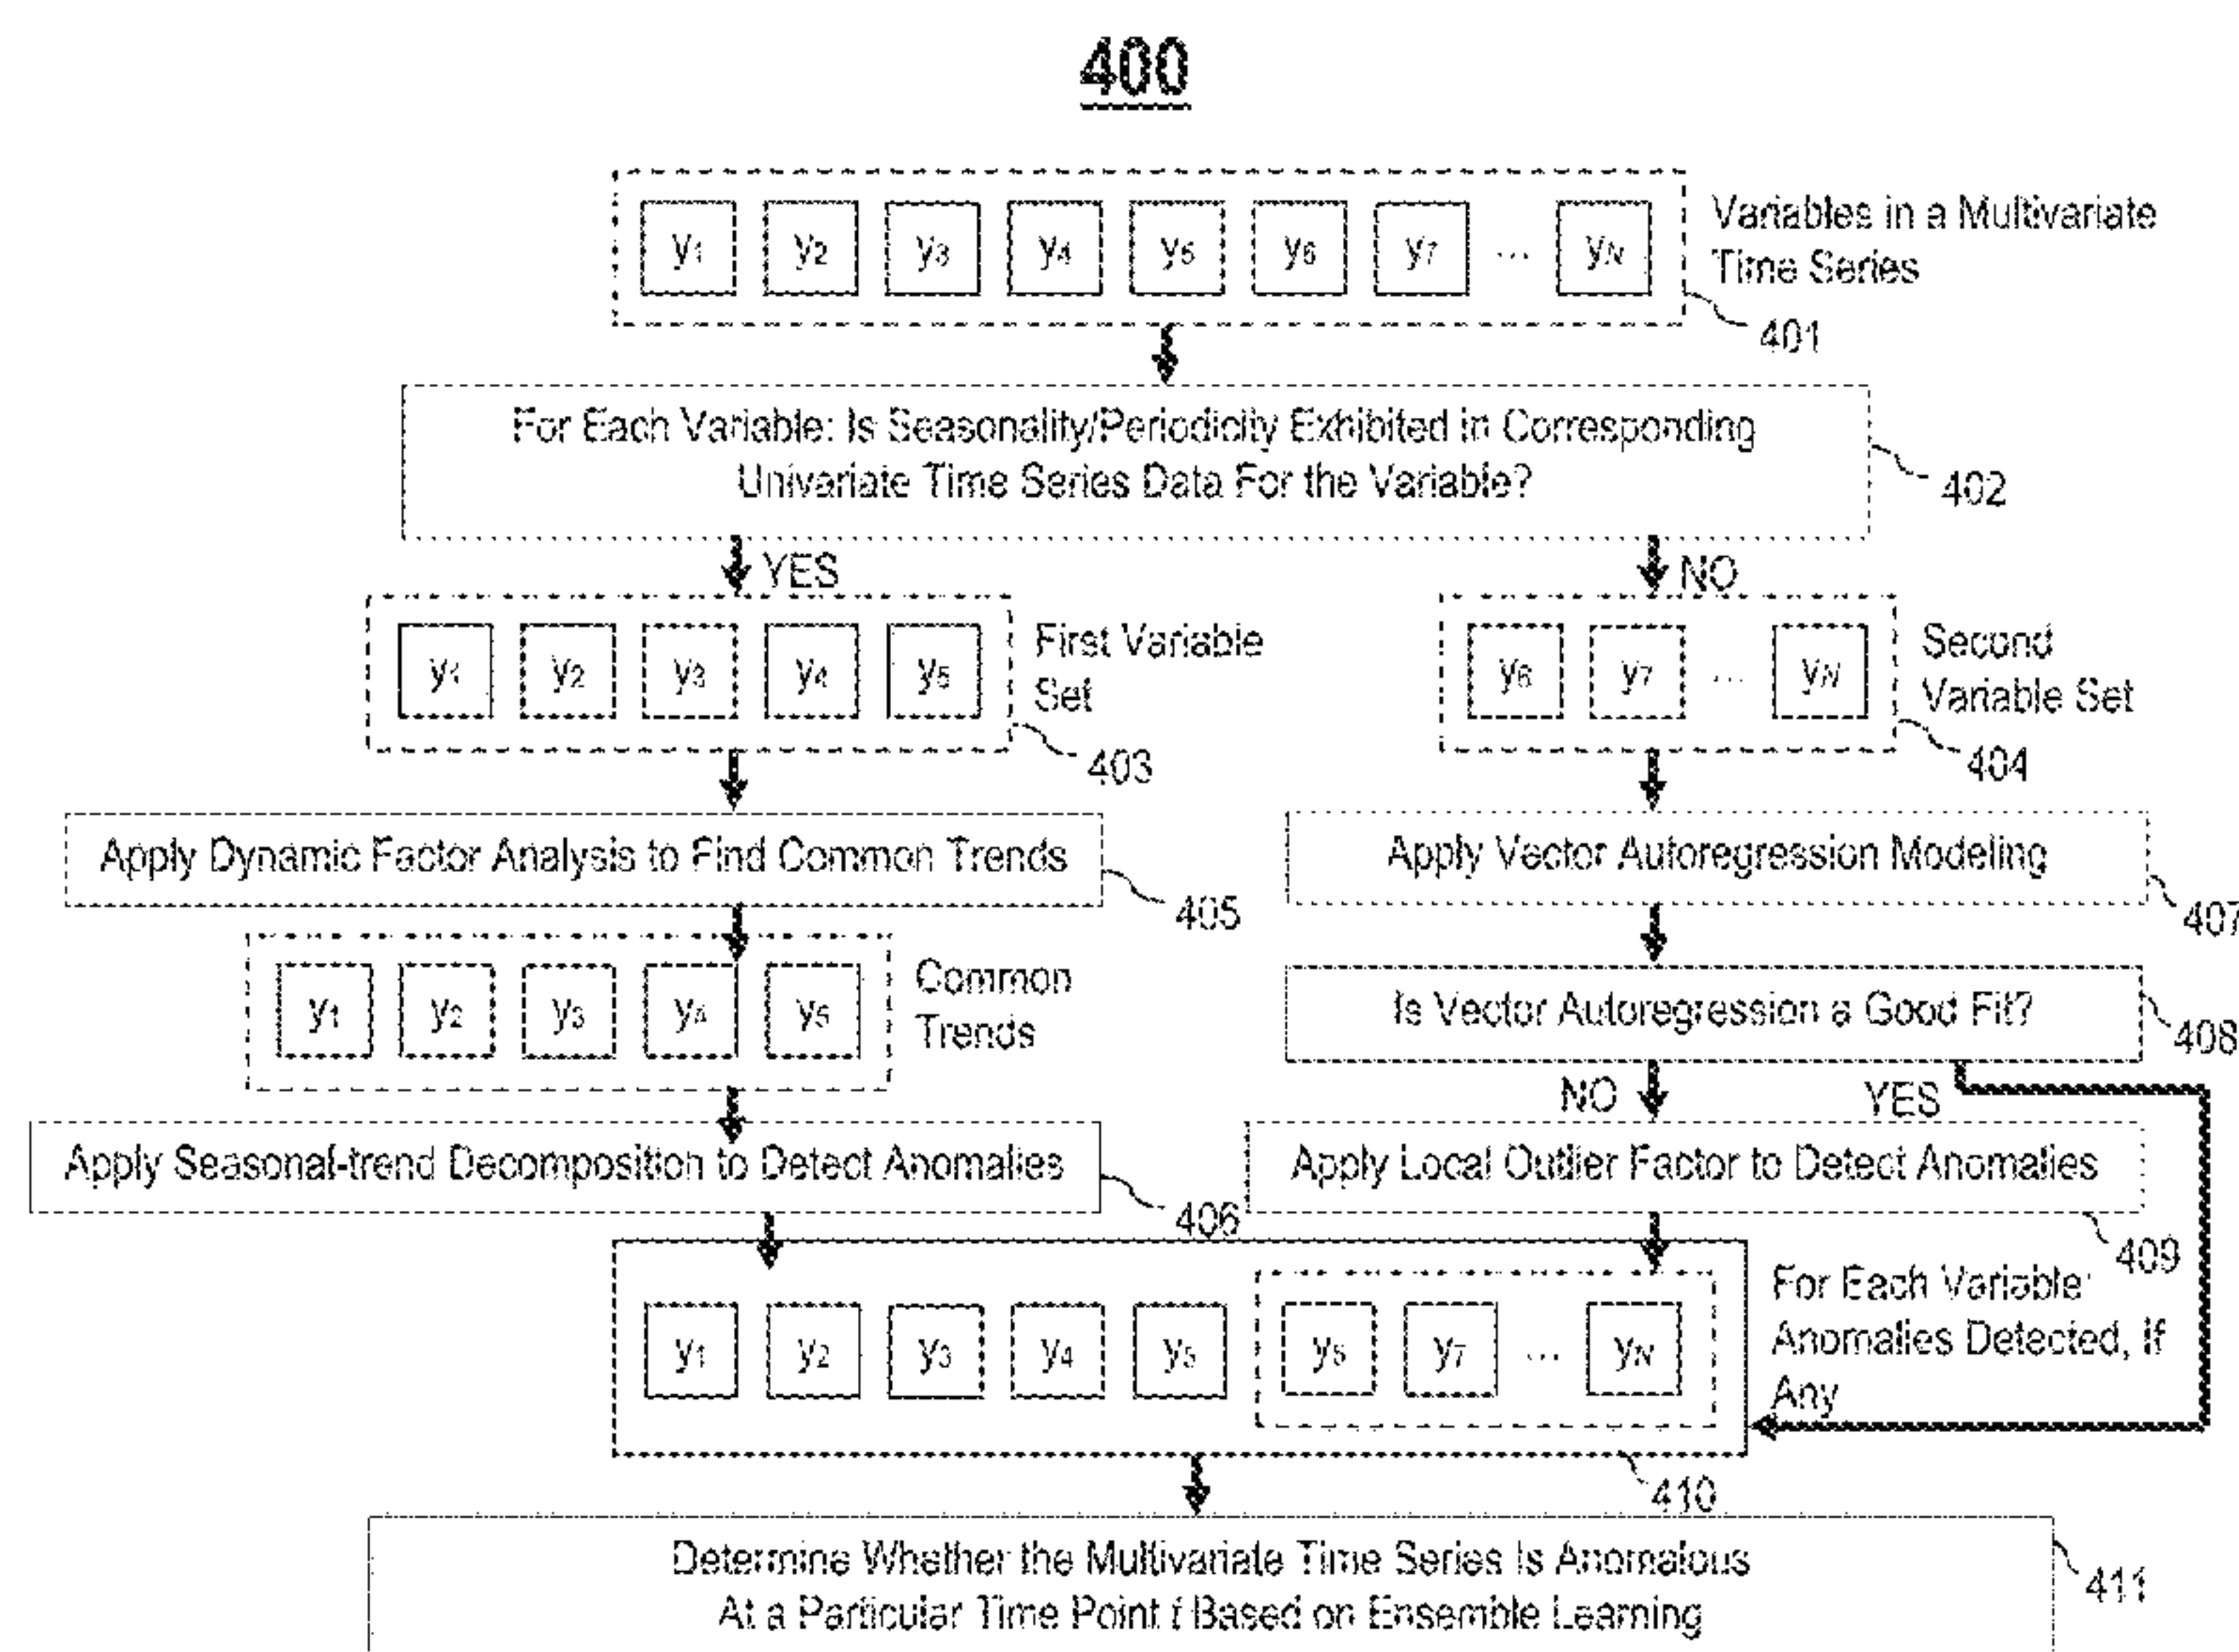 400
y1 y2 y3 y4 y5 y6 y7 ... yN
Variables in a Multivariate
Time Series
401
For Each Variable: Is Seasonality/Periodicity Exhibited in Corresponding
Univariate Time Series Data For the Variable?
402
YES
NO
y1 y2 y3 y4 y5
First Variable
Set
403
y6 y7 ... yN
Second
Variable Set
404
Apply Dynamic Factor Analysis to Find Common Trends
405
Apply Vector Autoregression Modeling
407
y1 y2 y3 y4 y5
Common
Trends
Is Vector Autoregression a Good Fit?
408
NO
YES
Apply Seasonal-trend Decomposition to Detect Anomalies
406
Apply Local Outlier Factor to Detect Anomalies
409
y1 y2 y3 y4 y5 y6 y7 ... yN
For Each Variable:
Anomalies Detected, If
Any
410
Determine Whether the Multivariate Time Series Is Anomalous
At a Particular Time Point t Based on Ensemble Learning
411